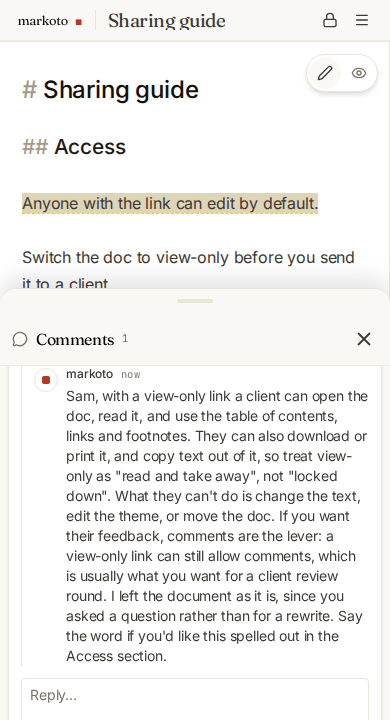 markoto
Sharing guide
# Sharing guide
## Access
Anyone with the link can edit by default.
Switch the doc to view-only before you send
it to a client
Comments 1
markoto now
Sam, with a view-only link a client can open the
doc, read it, and use the table of contents,
links and footnotes. They can also download or
print it, and copy text out of it, so treat view-
only as "read and take away", not "locked
down". What they can't do is change the text,
edit the theme, or move the doc. If you want
their feedback, comments are the lever: a
view-only link can still allow comments, which
is usually what you want for a client review
round. I left the document as it is, since you
asked a question rather than for a rewrite. Say
the word if you'd like this spelled out in the
Access section.
Reply...